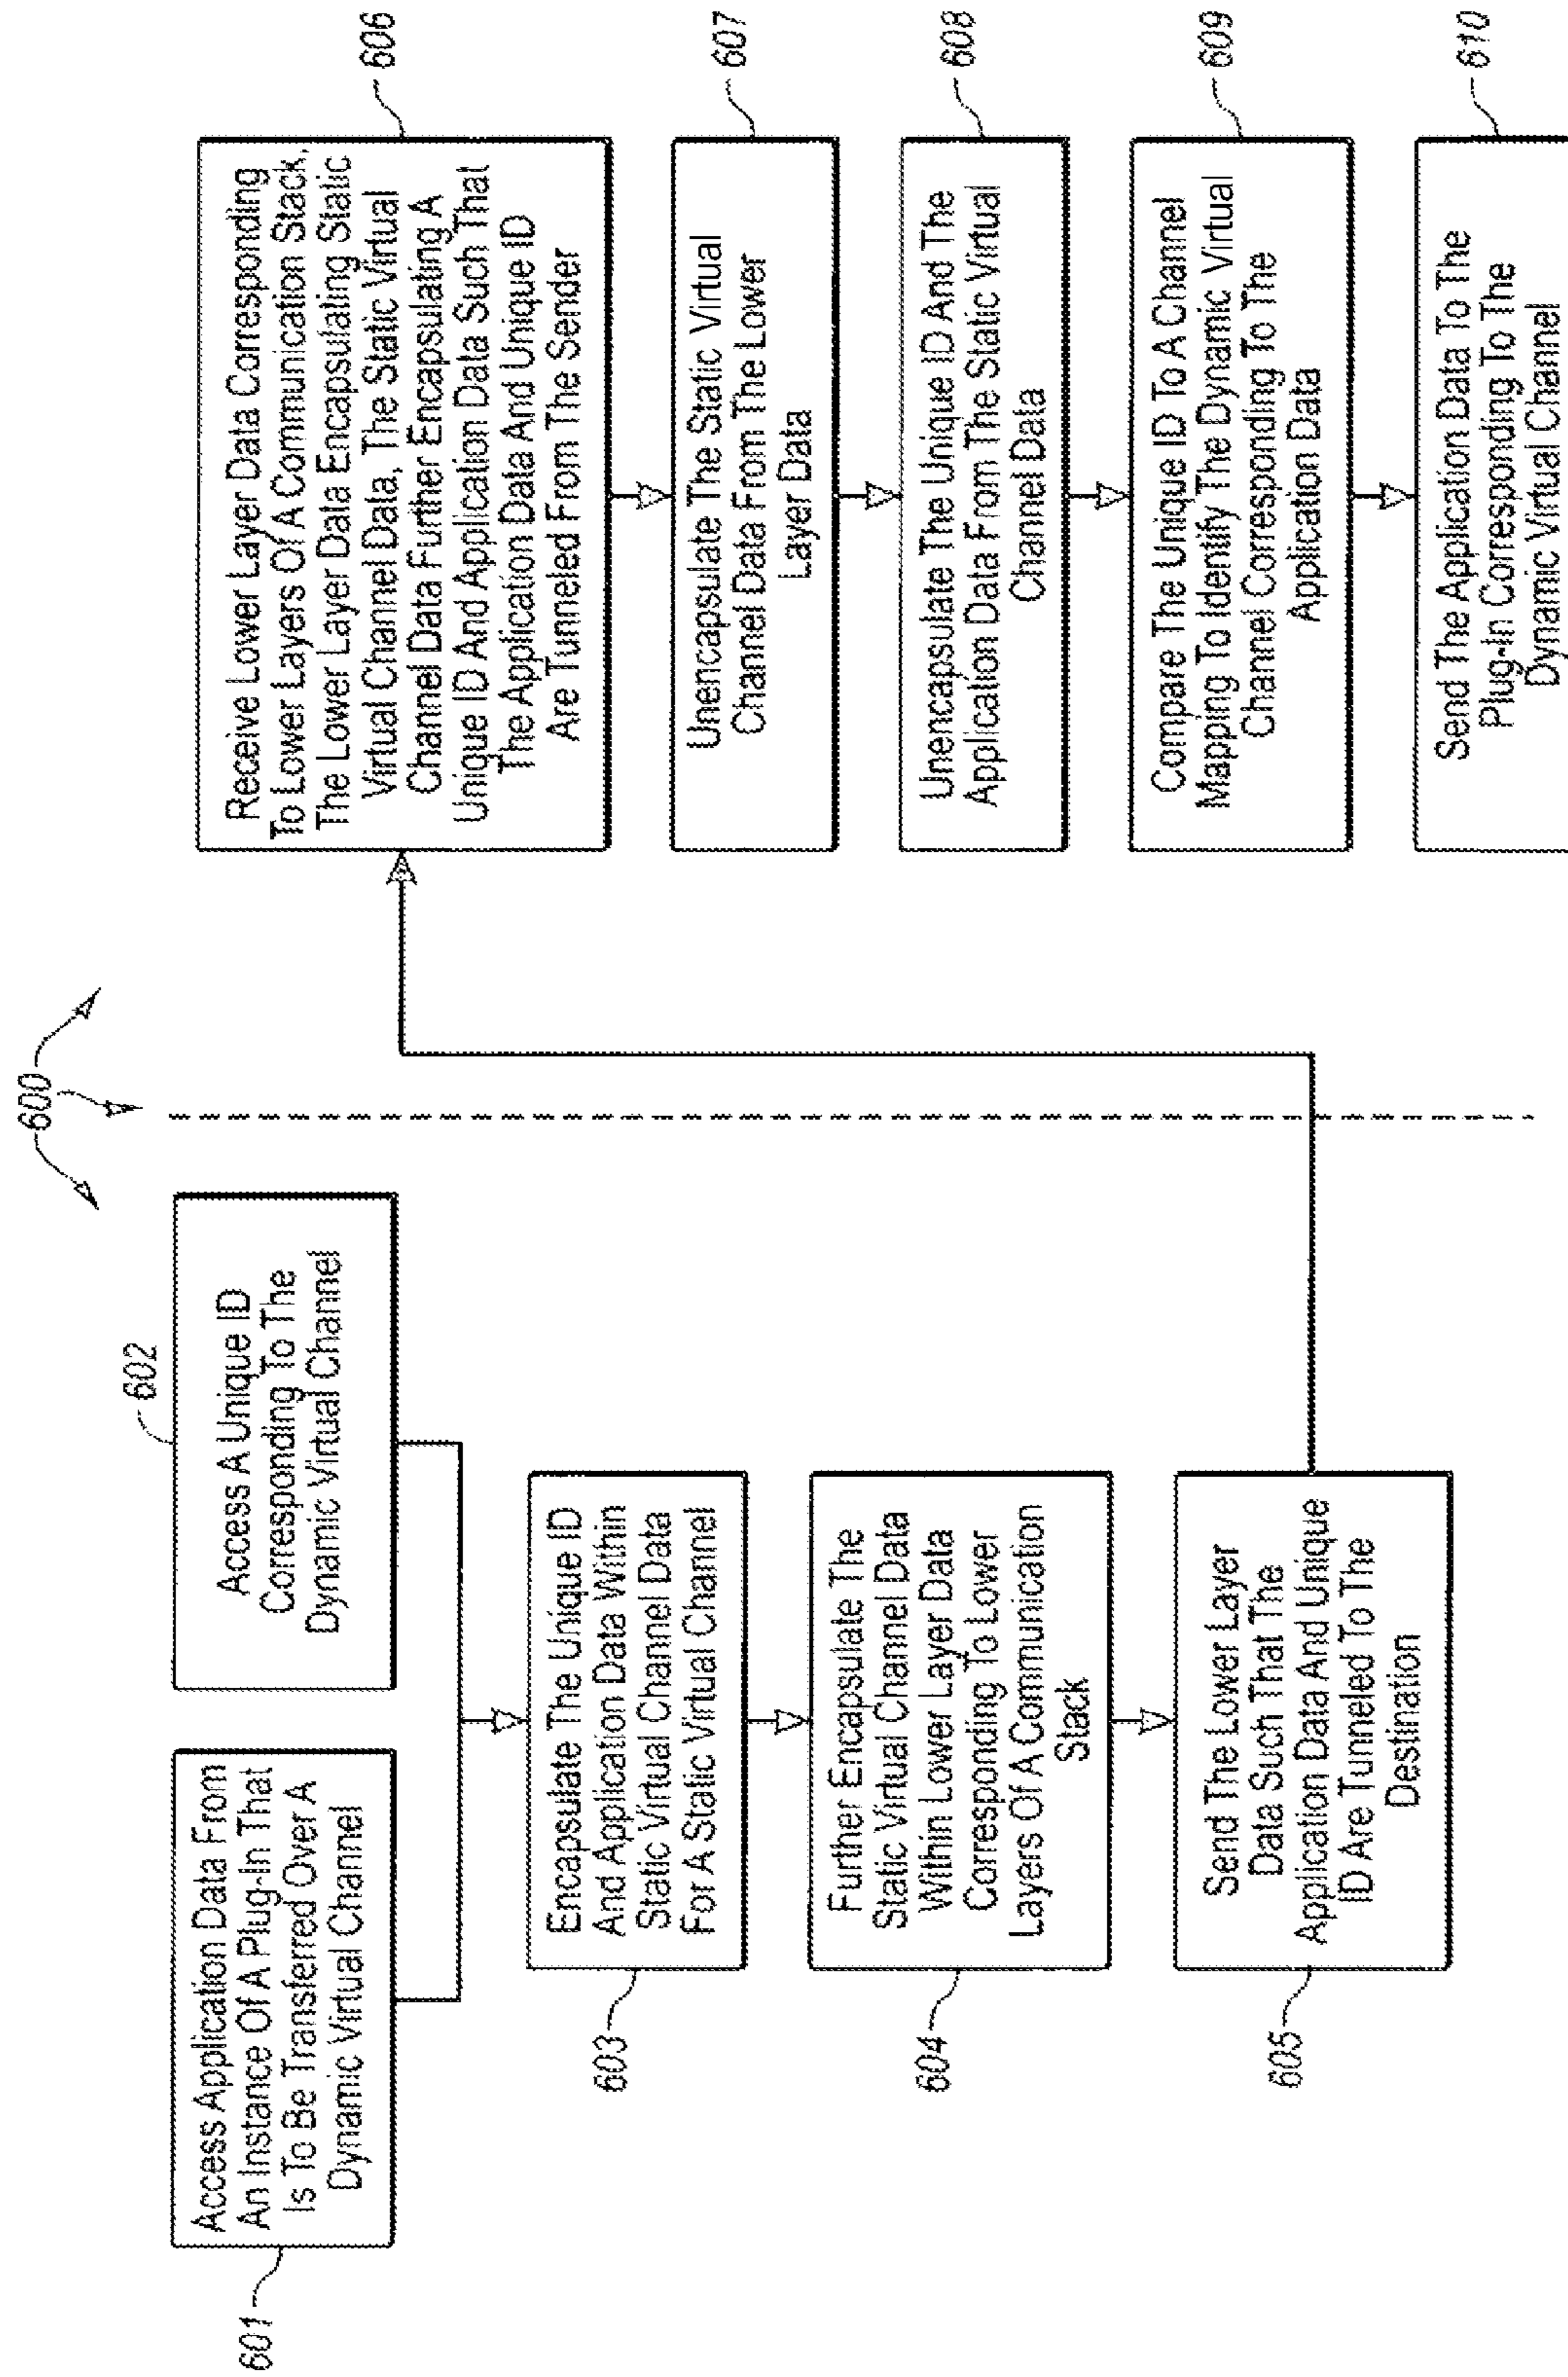 600
601
Access Application Data From
An Instance Of A Plug-In That
Is To Be Transferred Over A
Dynamic Virtual Channel
602
Access A Unique ID
Corresponding To The
Dynamic Virtual Channel
603
Encapsulate The Unique ID
And Application Data Within
Static Virtual Channel Data
For A Static Virtual Channel
604
Further Encapsulate The
Static Virtual Channel Data
Within Lower Layer Data
Corresponding To Lower
Layers Of A Communication
Stack
605
Send The Lower Layer
Data Such That The
Application Data And Unique
ID Are Tunneled To The
Destination
606
Receive Lower Layer Data Corresponding
To Lower Layers Of A Communication Stack,
The Lower Layer Data Encapsulating Static
Virtual Channel Data, The Static Virtual
Channel Data Further Encapsulating A
Unique ID And Application Data Such That
The Application Data And Unique ID
Are Tunneled From The Sender
607
Unencapsulate The Static Virtual
Channel Data From The Lower
Layer Data
608
Unencapsulate The Unique ID And The
Application Data From The Static Virtual
Channel Data
609
Compare The Unique ID To A Channel
Mapping To Identify The Dynamic Virtual
Channel Corresponding To The
Application Data
610
Send The Application Data To The
Plug-In Corresponding To The
Dynamic Virtual Channel